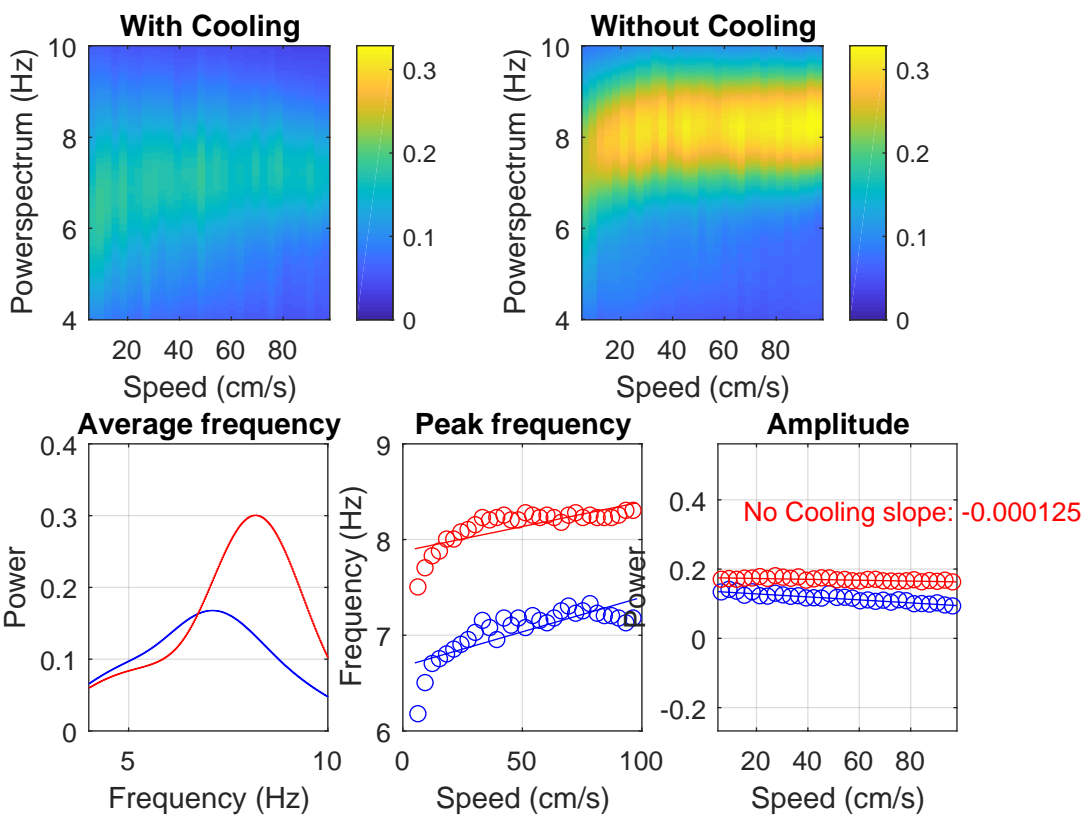 With Cooling
Powerspectrum (Hz)
10
8
6
4
20 40 60 80
Speed (cm/s)
0.3
0.2
0.1
0
Without Cooling
Powerspectrum (Hz)
10
8
6
4
20 40 60 80
Speed (cm/s)
0.3
0.2
0.1
0
Average frequency
Power
0.4
0.3
0.2
0.1
0
5 10
Frequency (Hz)
Peak frequency
Frequency (Hz)
9
8
7
6
0 50 100
Speed (cm/s)
Amplitude
Power
0.4
0.2
0
-0.2
No Cooling slope: -0.000125
20 40 60 80
Speed (cm/s)